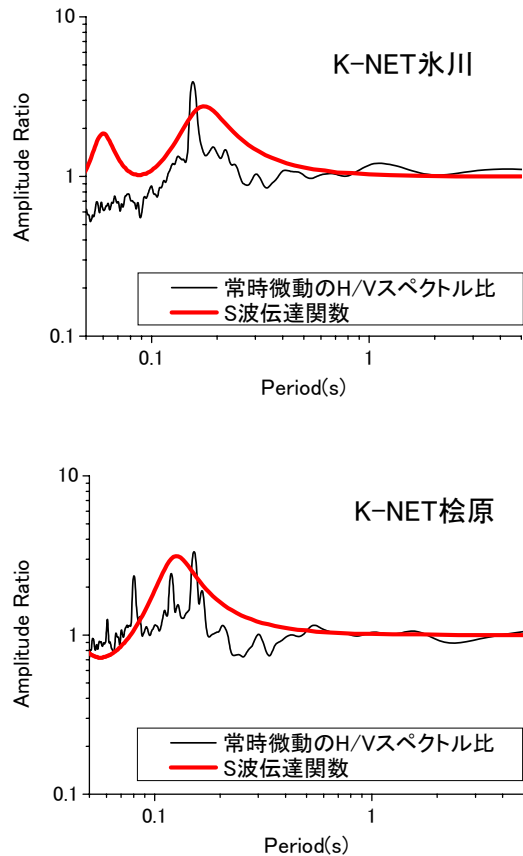 10
K-NET氷川
Amplitude Ratio
1
常時微動のH/Vスペクトル比
S波伝達関数
0.1
0.1
1
Period(s)
10
K-NET桧原
Amplitude Ratio
1
常時微動のH/Vスペクトル比
S波伝達関数
0.1
0.1
1
Period(s)